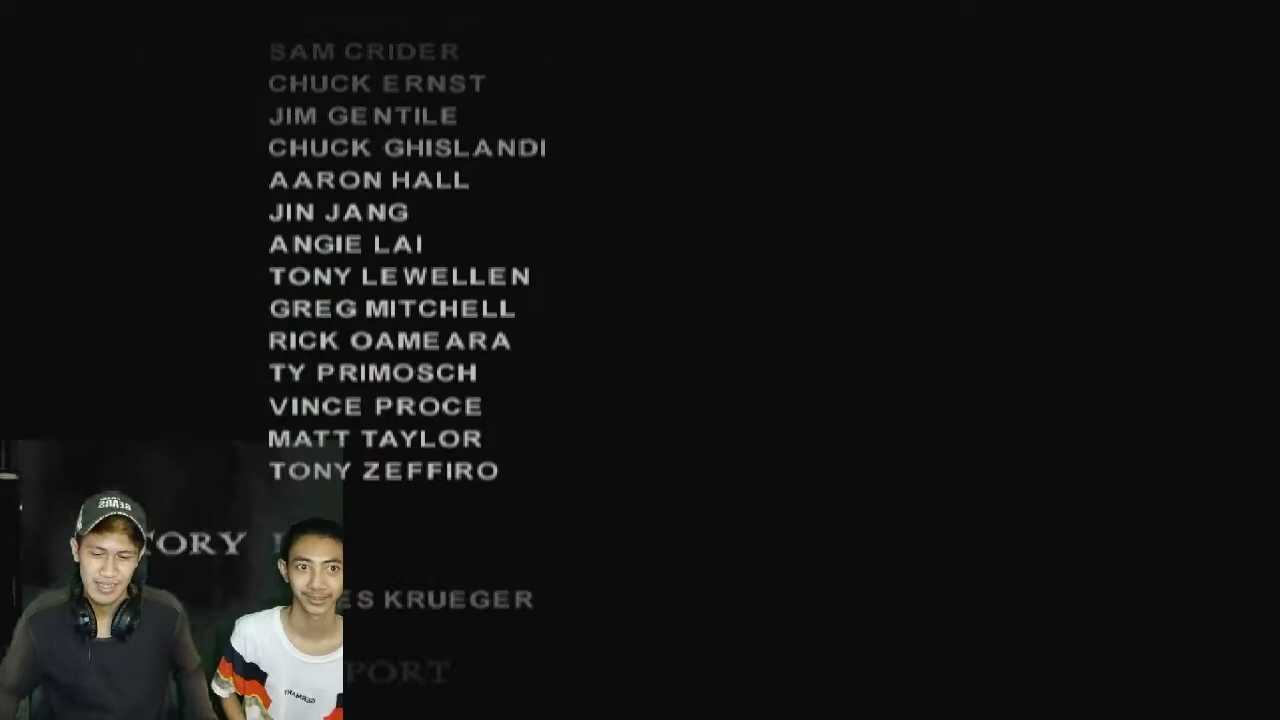 SAM CRIDER
CHUCK ERNST
JIM GENTILE
CHUCK GHISLANDI
AARON HALL
JIN JANG
ANGIE LAI
TONY LEWELLEN
GREG MITCHELL
RICK OAMEARA
TY PRIMOSCH
VINCE PROCE
MATT TAYLOR
TONY ZEFFIRO
TORY
ES KRUEGER
PORT